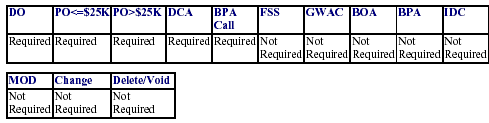 DO PO<=$25K PO>$25K DCA BPA Call FSS GWAC BOA BPA IDC
Required Required Required Required Required Not Required Not Required Not Required Not Required Not Required
MOD Change Delete/Void
Not Required Not Required Not Required